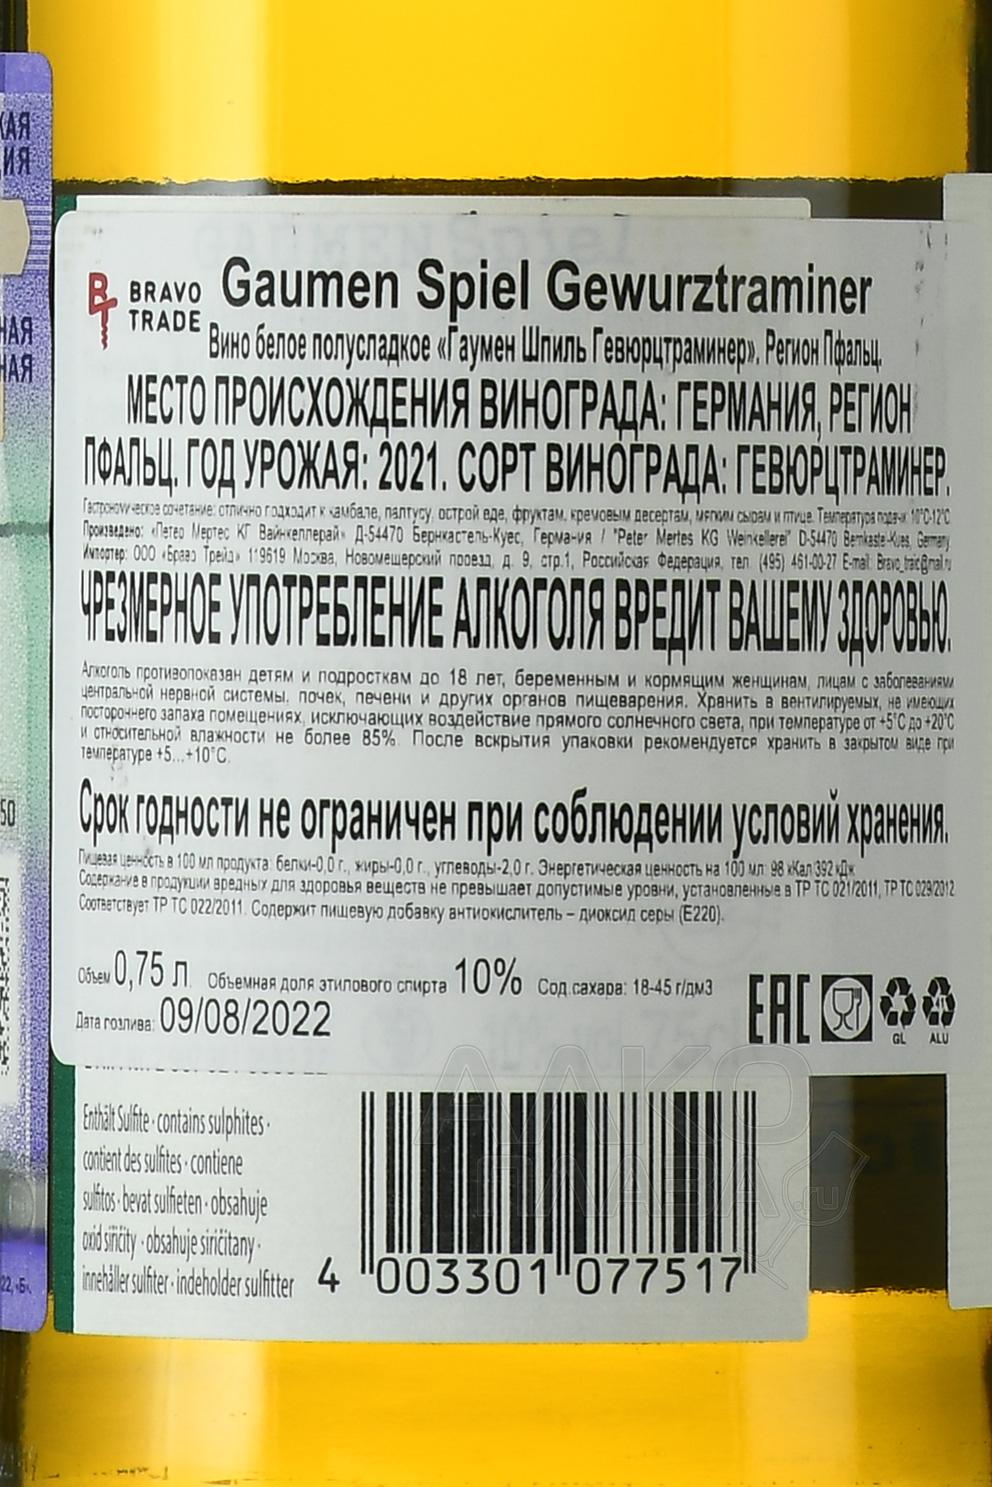 КАЯ
ИЯ
НАЯ
НАЯ
50
BRAVO
TRADE
Gaumen Spiel Gewurztraminer
Вино белое полусладкое «Гаумен Шпиль Гевюрцтраминер». Регион Пфальц.
МЕСТО ПРОИСХОЖДЕНИЯ ВИНОГРАДА: ГЕРМАНИЯ, РЕГИОН
ПФАЛЬЦ. ГОД УРОЖАЯ: 2021. СОРТ ВИНОГРАДА: ГЕВЮРЦТРАМИНЕР.
Гастрономическое сочетание: отлично подходит к камбале, палтусу, острой еде, фруктам, кремовым десертам, мягким сырам и птице. Температура подачи: 10°C-12°C
Произведено: «Петер Мертес КГ Вайнкеллерай» Д-54470 Бернкастель-Куес, Германия / "Peter Mertes KG Weinkellerei" D-54470 Bernkastel-Kues, Germany
Импортер: ООО «Браво Трейд» 119619 Москва, Новомещерский проезд, д. 9, стр.1, Российская Федерация, тел. (495) 461-00-27 E-mail:
ЧРЕЗМЕРНОЕ УПОТРЕБЛЕНИЕ АЛКОГОЛЯ ВРЕДИТ ВАШЕМУ ЗДОРОВЬЮ.
Алкоголь противопоказан детям и подросткам до 18 лет, беременным и кормящим женщинам, лицам с заболеваниями
центральной нервной системы, почек, печени и других органов пищеварения. Хранить в вентилируемых, не имеющих
постороннего запаха помещениях, исключающих воздействие прямого солнечного света, при температуре от +5°C до +20°C
и относительной влажности не более 85%. После вскрытия упаковки рекомендуется хранить в закрытом виде при
температуре +5...+10°C.
Срок годности не ограничен при соблюдении условий хранения.
Пищевая ценность в 100 мл продукта: белки-0,0 г., жиры-0,0 г., углеводы-2,0 г. Энергетическая ценность на 100 мл: 98 кКал/392 кДж
Содержание в продукции вредных для здоровья веществ не превышает допустимые уровни, установленные в ТР ТС 021/2011, ТР ТС 029/2012
Соответствует ТР ТС 022/2011. Содержит пищевую добавку антиокислитель – диоксид серы (E220).
Объем 0,75 л Объемная доля этилового спирта 10% Сод.сахара: 18-45 г/дм3
Дата розлива: 09/08/2022
EAC
GL
41
ALU
Enthält Sulfite · contains sulphites ·
contient des sulfites · contiene
sulfitos · bevat sulfieten · obsahuje
oxid siřičitý · obsahuje siričitany ·
innehåller sulfiter · indeholder sulfitter
4 003301 077517
22, «Б».
АЛКО
ПЛАВА.ru